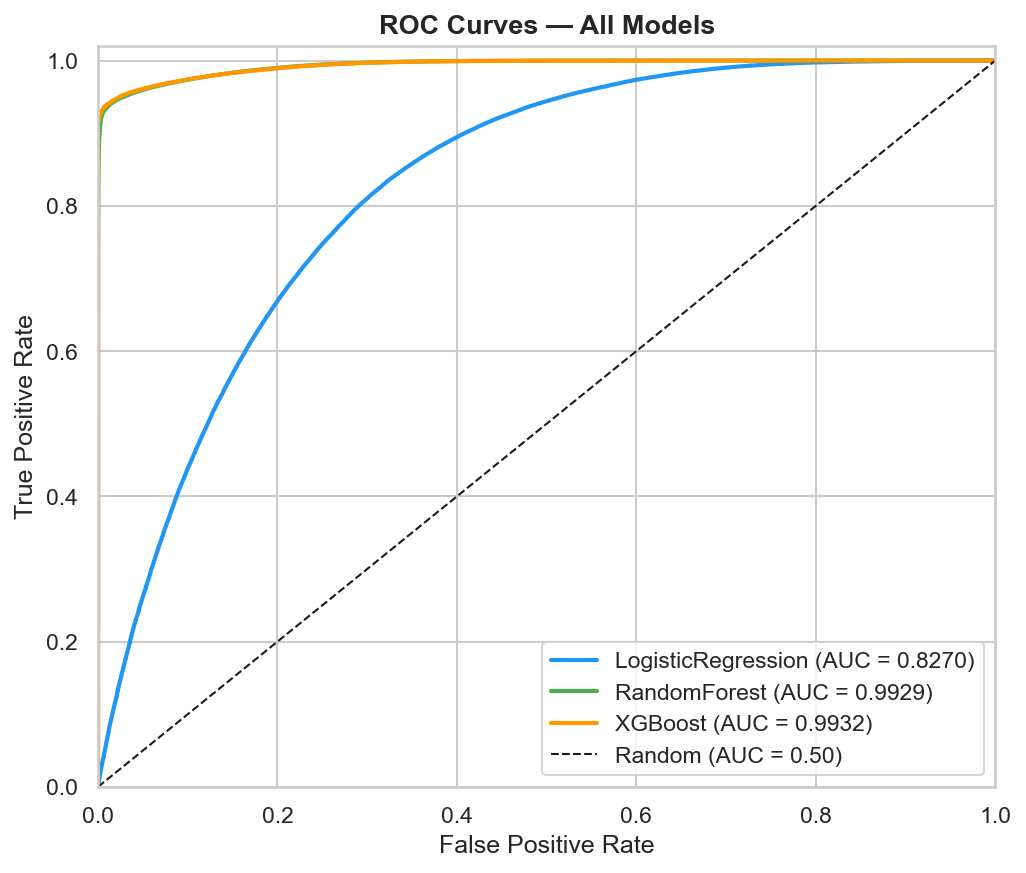 ROC Curves — All Models
True Positive Rate
1.0
0.8
0.6
0.4
0.2
0.0
0.0 0.2 0.4 0.6 0.8 1.0
False Positive Rate
LogisticRegression (AUC = 0.8270)
RandomForest (AUC = 0.9929)
XGBoost (AUC = 0.9932)
Random (AUC = 0.50)